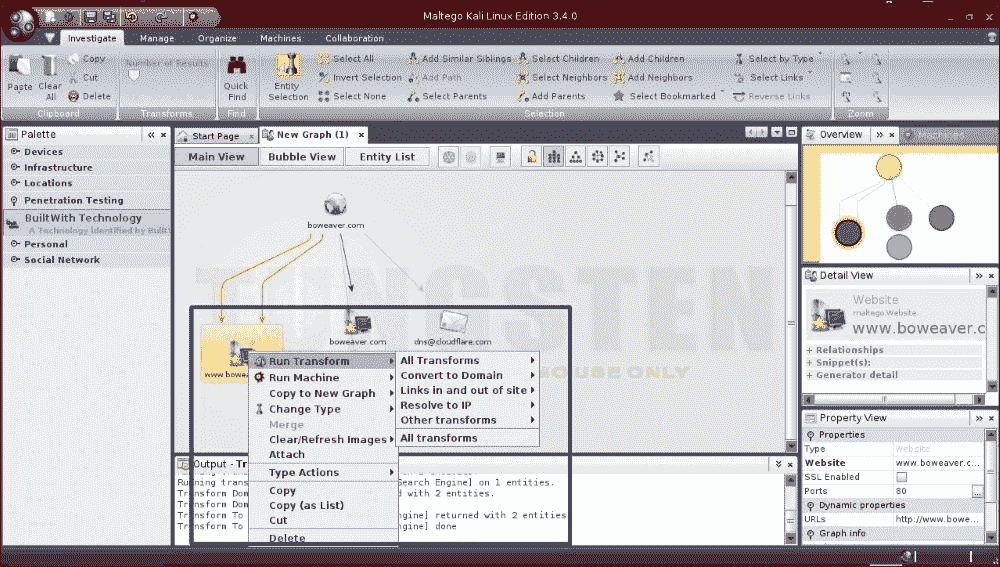 Maltego Kali Linux Edition 3.4.0
Investigate Manage Organize Machines Collaboration
Paste
Clear All
Copy
Cut
Delete
Clipboard
Number of Results
Transforms
Quick Find
Find
Entity Selection
Select All
Invert Selection
Select None
Add Similar Siblings
Add Path
Select Parents
Select Children
Select Neighbors
Add Parents
Add Children
Add Neighbors
Select Bookmarked
Select by Type
Select Links
Reverse Links
Selection
Zoom
Palette
Devices
Infrastructure
Locations
Penetration Testing
BuiltWith Technology
A Technology identified by Built
Personal
Social Network
Start Page
New Graph (1)
Main View
Bubble View
Entity List
TUNGSTEN
USE ONLY
boweaver.com
www.bowe
boweaver.com
dns@cloudflare.com
Run Transform
Run Machine
Copy to New Graph
Change Type
Merge
Clear/Refresh Images
Attach
Type Actions
Copy
Copy (as List)
Cut
Delete
All Transforms
Convert to Domain
Links in and out of site
Resolve to IP
Other transforms
All transforms
Output - Tr
Running trans
Search Engine] on 1 entities.
Transform Dom
d with 2 entities.
Transform Dom
Transform To
ngine] returned with 2 entities
Transform To
ngine] done
Overview
Machines
Detail View
Website
maltego.Website
www.boweaver.c
+ Relationships
+ Snippet(s):
+ Generator detail
Property View
Properties
Type Website
Website www.boweaver.c...
SSL Enabled
Ports 80
Dynamic properties
URLs http://www.bowe...
Graph info